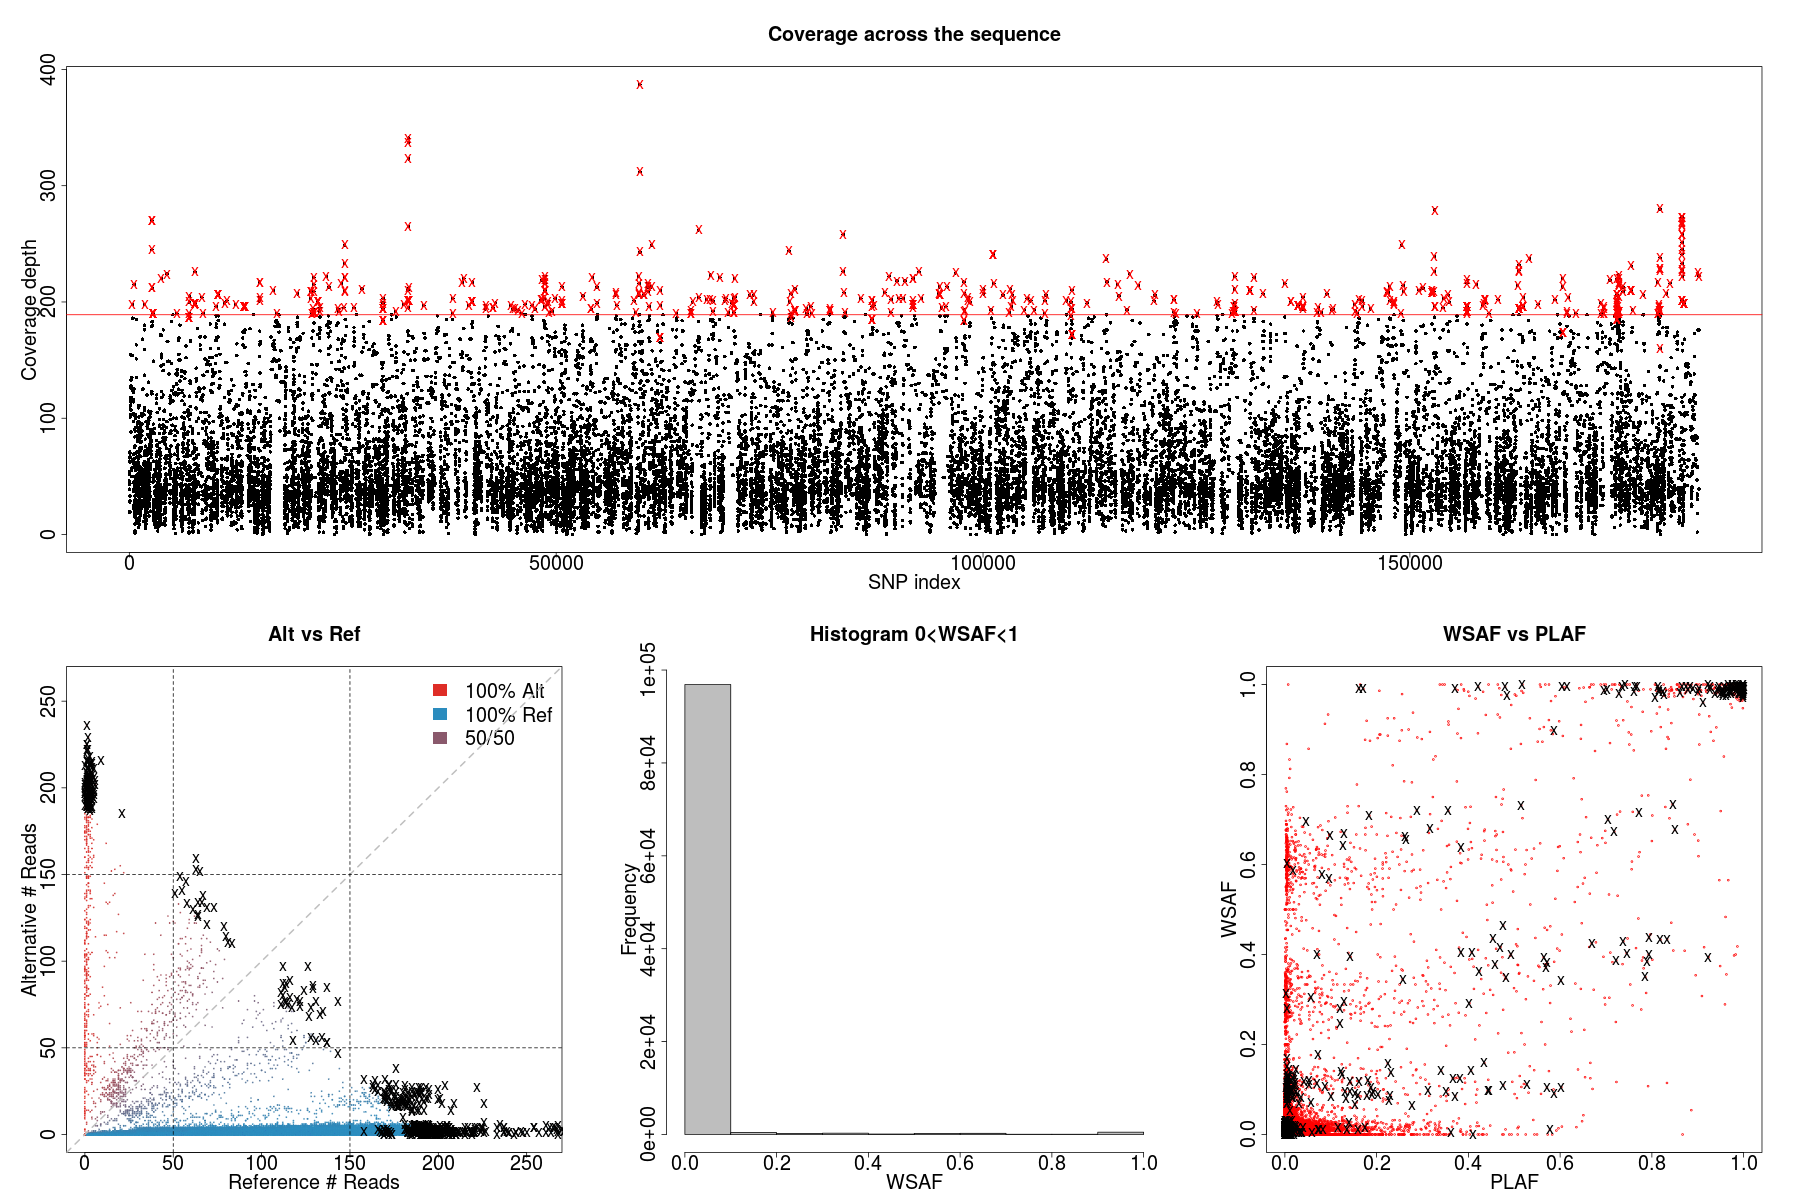 Coverage across the sequence
Coverage depth
400
300
200
100
0
0 50000 100000 150000
SNP index
Alt vs Ref
Alternative # Reads
250
200
150
100
50
0
100% Alt
100% Ref
50/50
0 50 100 150 200 250
Reference # Reads
Histogram 0<WSAF<1
Frequency
1e+05
8e+04
6e+04
4e+04
2e+04
0e+00
0.0 0.2 0.4 0.6 0.8 1.0
WSAF
WSAF vs PLAF
WSAF
1.0
0.8
0.6
0.4
0.2
0.0
0.0 0.2 0.4 0.6 0.8 1.0
PLAF